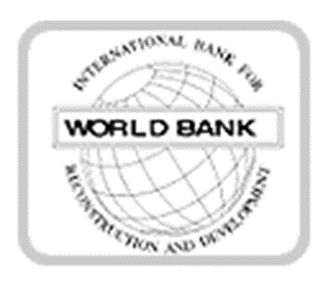 INTERNATIONAL BANK FOR
WORLD BANK
RECONSTRUCTION AND DEVELOPMENT